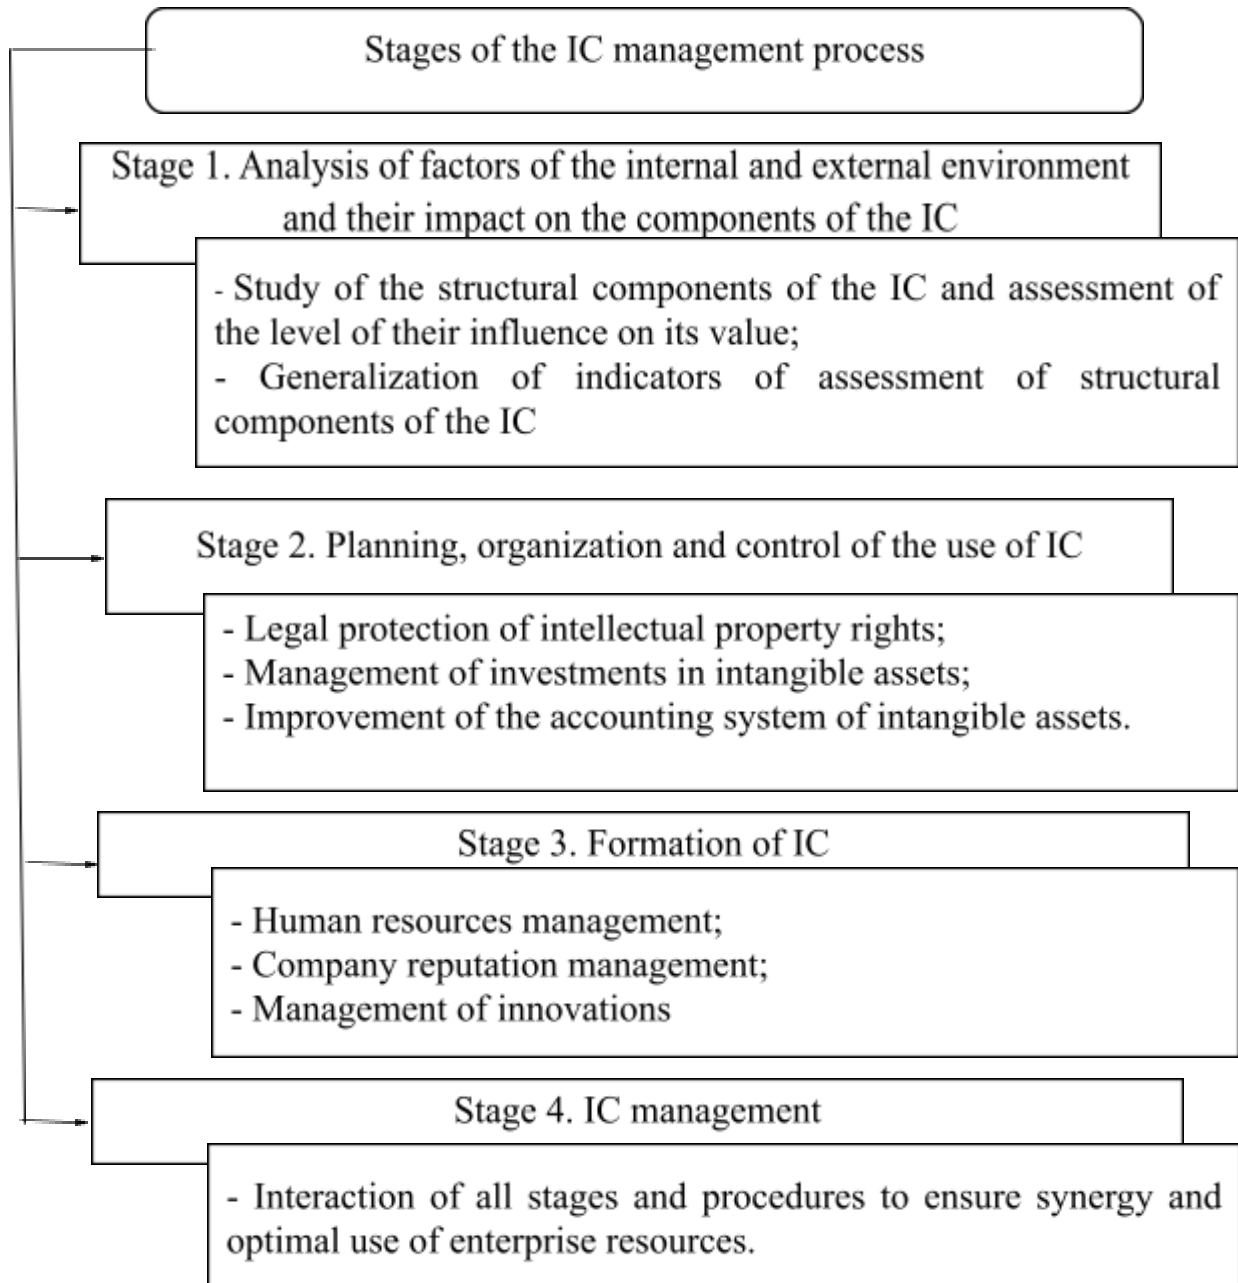 Stages of the IC management process
Stage 1. Analysis of factors of the internal and external environment
and their impact on the components of the IC
- Study of the structural components of the IC and assessment of
the level of their influence on its value;
- Generalization of indicators of assessment of structural
components of the IC
Stage 2. Planning, organization and control of the use of IC
- Legal protection of intellectual property rights;
- Management of investments in intangible assets;
- Improvement of the accounting system of intangible assets.
Stage 3. Formation of IC
- Human resources management;
- Company reputation management;
- Management of innovations
Stage 4. IC management
- Interaction of all stages and procedures to ensure synergy and
optimal use of enterprise resources.